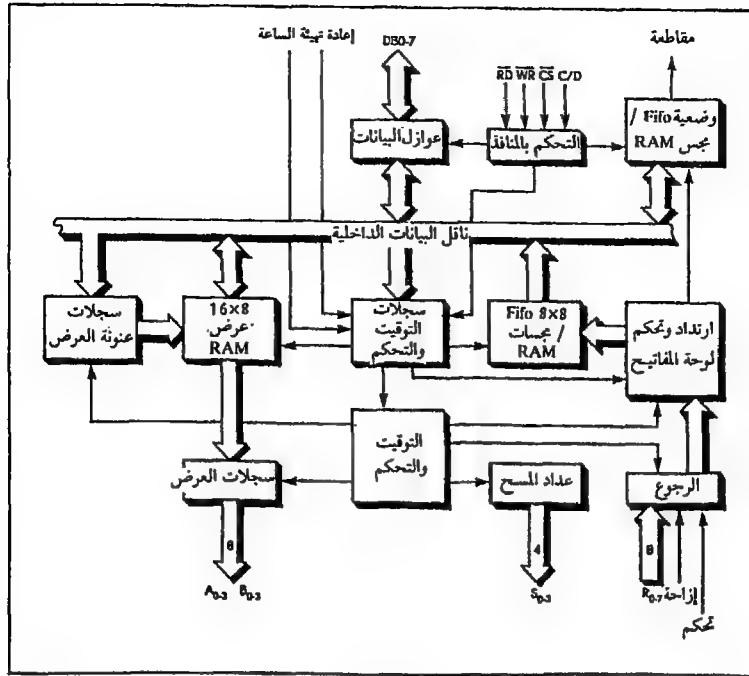 إعادة تهيئة الساعة
DB0-7
RD WR CS C/D
مقاطعة
عوازل البيانات
التحكم بالمنافذ
وضعية Fifo /
مجس RAM
ناقل البيانات الداخلية
سجلات
عنونة العرض
16×8
عرض
RAM
سجلات
التوقيت
والتحكم
Fifo 8×8
/ مجسات
RAM
ارتداد وتحكم
لوحة المفاتيح
التوقيت
والتحكم
سجلات العرض
عداد المسح
الرجوع
8
4
8
A0-3 B0-3
S0-3
R0-7 إزاحة
تحكم